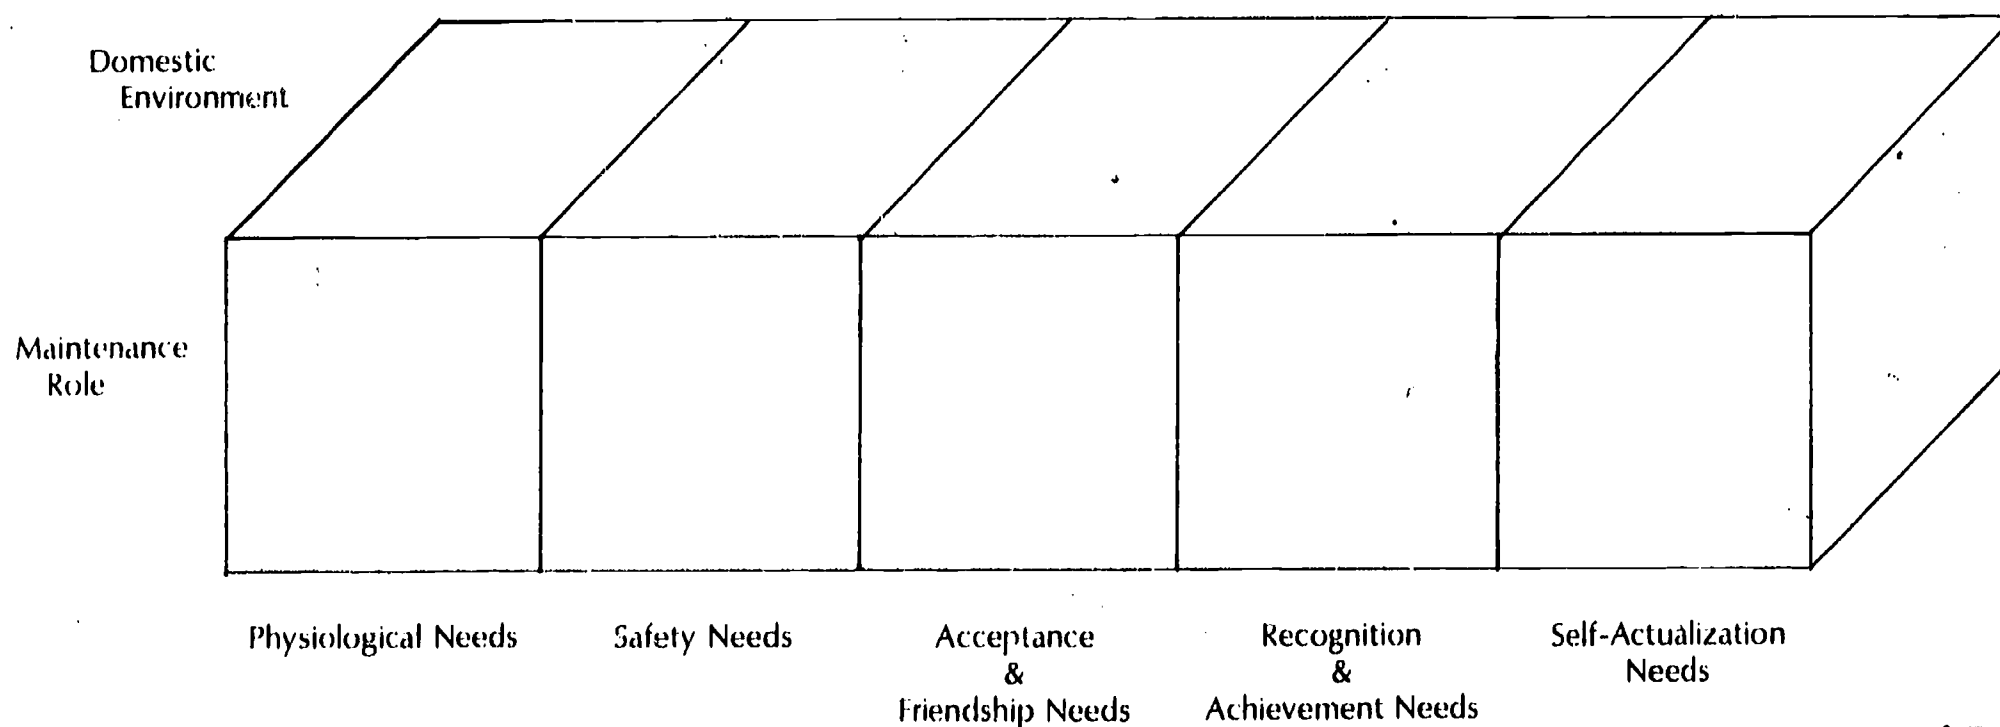 Domestic
Environment
Maintenance
Role
Physiological Needs
Safety Needs
Acceptance
&
Friendship Needs
Recognition
&
Achievement Needs
Self-Actualization
Needs